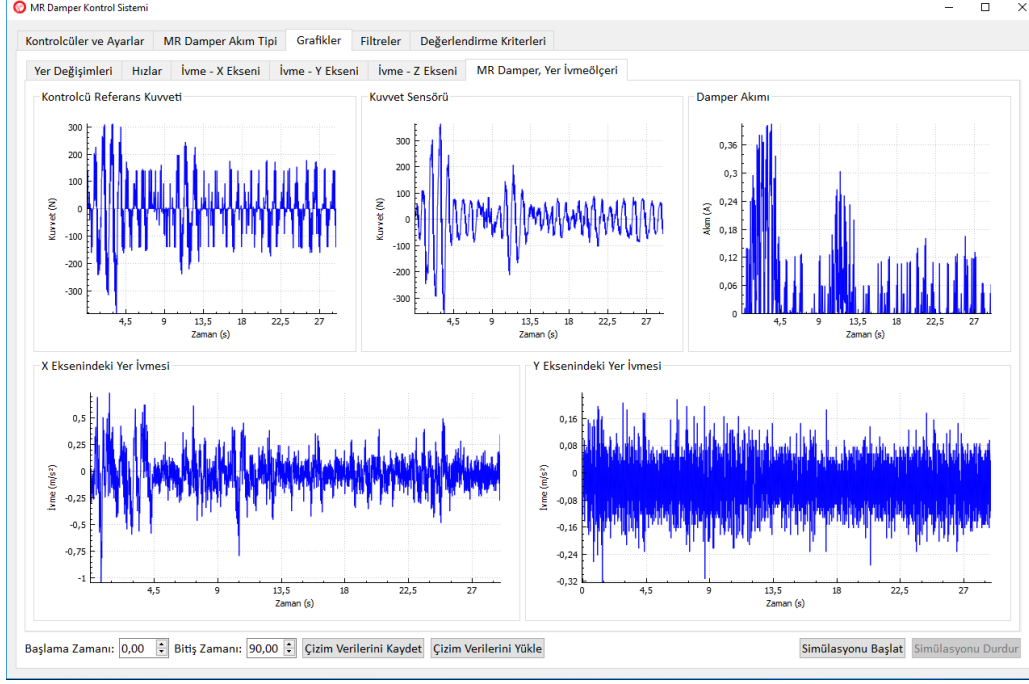 MR Damper Kontrol Sistemi
Kontrolcüler ve Ayarlar MR Damper Akım Tipi Grafikler Filtreler Değerlendirme Kriterleri
Yer Değişimleri Hızlar İvme - X Ekseni İvme - Y Ekseni İvme - Z Ekseni MR Damper, Yer İvmeölçeri
Kontrolcü Referans Kuvveti
Kuvvet (N)
300
200
100
0
-100
-200
-300
4,5 9 13,5 18 22,5 27
Zaman (s)
Kuvvet Sensörü
Kuvvet (N)
300
200
100
0
-100
-200
-300
4,5 9 13,5 18 22,5 27
Zaman (s)
Damper Akımı
Akım (A)
0,36
0,3
0,24
0,18
0,12
0,06
0
4,5 9 13,5 18 22,5 27
Zaman (s)
X Eksenindeki Yer İvmesi
İvme (m/s²)
0,5
0,25
0
-0,25
-0,5
-0,75
-1
4,5 9 13,5 18 22,5 27
Zaman (s)
Y Eksenindeki Yer İvmesi
İvme (m/s²)
0,16
0,08
0
-0,08
-0,16
-0,24
-0,32
0 4,5 9 13,5 18 22,5 27
Zaman (s)
Başlama Zamanı: 0,00 Bitiş Zamanı: 90,00 Çizim Verilerini Kaydet Çizim Verilerini Yükle Simülasyonu Başlat Simülasyonu Durdur